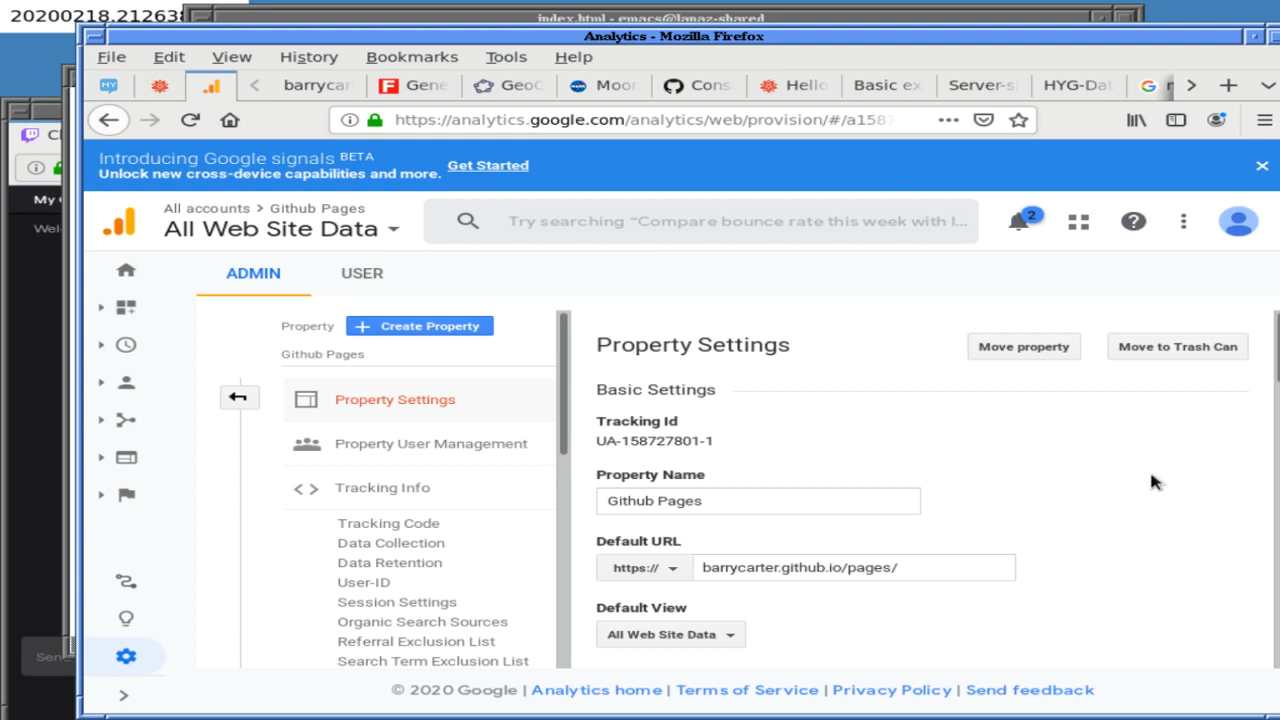 20200218.212638
index.html - emacs@lanaz-shared
Analytics - Mozilla Firefox
File Edit View History Bookmarks Tools Help
barrycar Gene GeoC Moor Cons Hello Basic ex Server-s HYG-Dat
https://analytics.google.com/analytics/web/provision/#/a1587
Introducing Google signals BETA
Unlock new cross-device capabilities and more. Get Started
All accounts > Github Pages
All Web Site Data
Try searching "Compare bounce rate this week with l...
2
My
Wel
ADMIN USER
Property + Create Property
Github Pages
Property Settings
Property User Management
Tracking Info
Tracking Code
Data Collection
Data Retention
User-ID
Session Settings
Organic Search Sources
Referral Exclusion List
Search Term Exclusion List
Property Settings Move property Move to Trash Can
Basic Settings
Tracking Id
UA-158727801-1
Property Name
Github Pages
Default URL
https:// barrycarter.github.io/pages/
Default View
All Web Site Data
Sen
© 2020 Google | Analytics home | Terms of Service | Privacy Policy | Send feedback